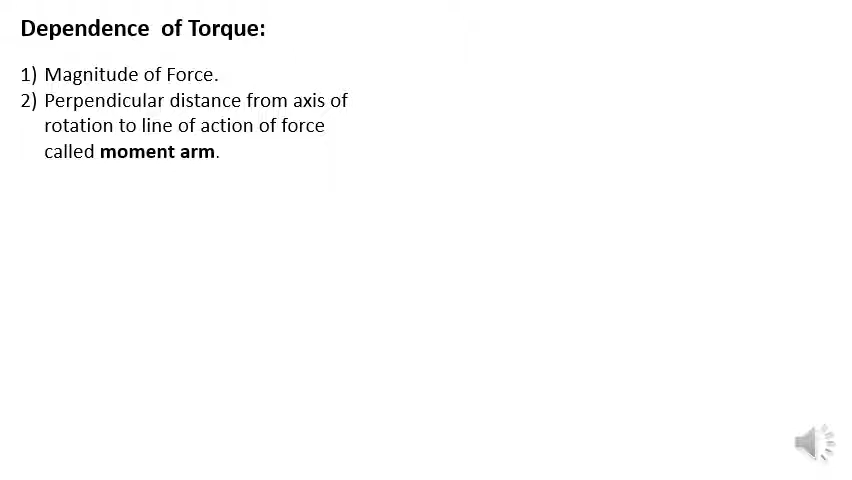 Dependence of Torque:
1) Magnitude of Force.
2) Perpendicular distance from axis of
rotation to line of action of force
called moment arm.